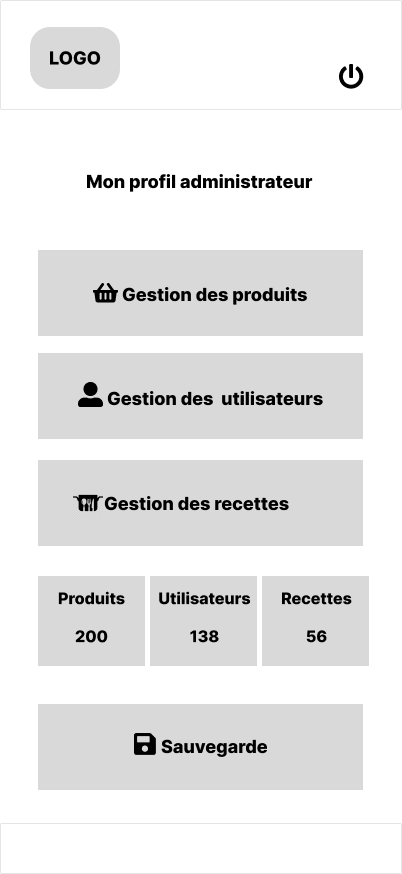 LOGO
Mon profil administrateur
Gestion des produits
Gestion des  utilisateurs
Gestion des recettes
Produits Utilisateurs Recettes
200 138 56
Sauvegarde